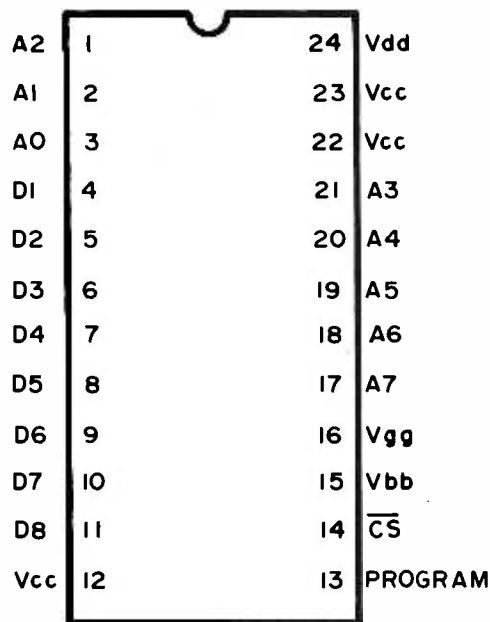 A2 1 24 Vdd
A1 2 23 Vcc
A0 3 22 Vcc
D1 4 21 A3
D2 5 20 A4
D3 6 19 A5
D4 7 18 A6
D5 8 17 A7
D6 9 16 Vgg
D7 10 15 Vbb
D8 11 14 C̅S̅
Vcc 12 13 PROGRAM